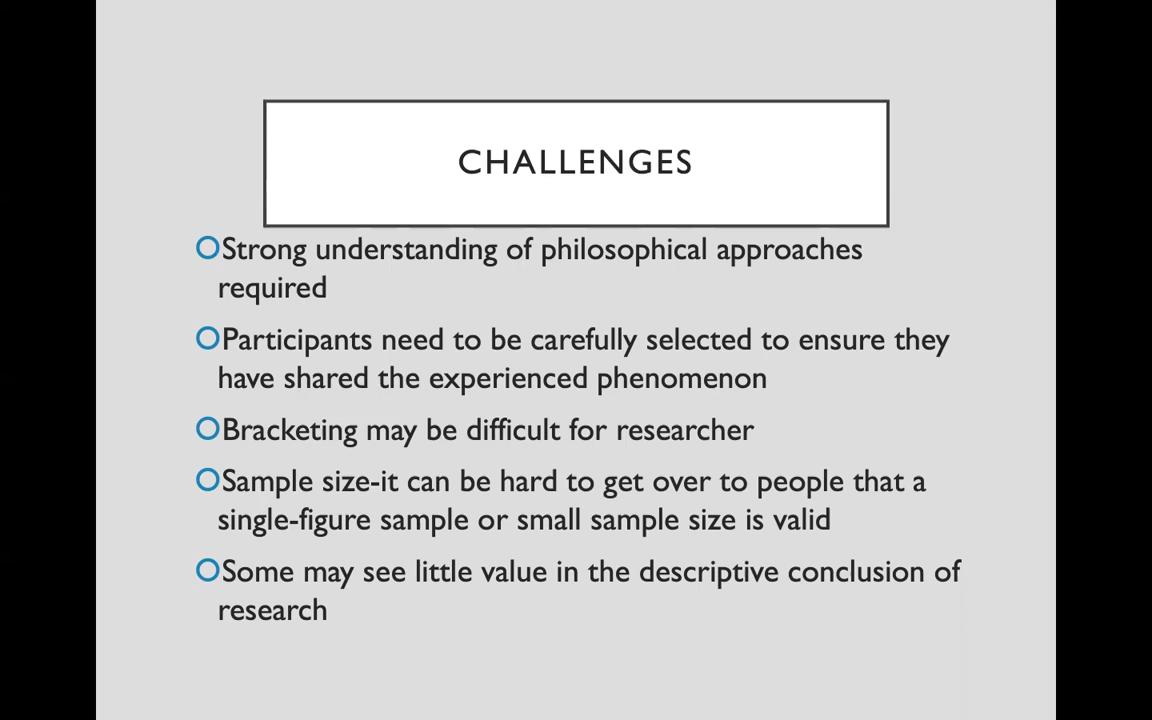 CHALLENGES
Strong understanding of philosophical approaches
required
Participants need to be carefully selected to ensure they
have shared the experienced phenomenon
Bracketing may be difficult for researcher
Sample size-it can be hard to get over to people that a
single-figure sample or small sample size is valid
Some may see little value in the descriptive conclusion of
research